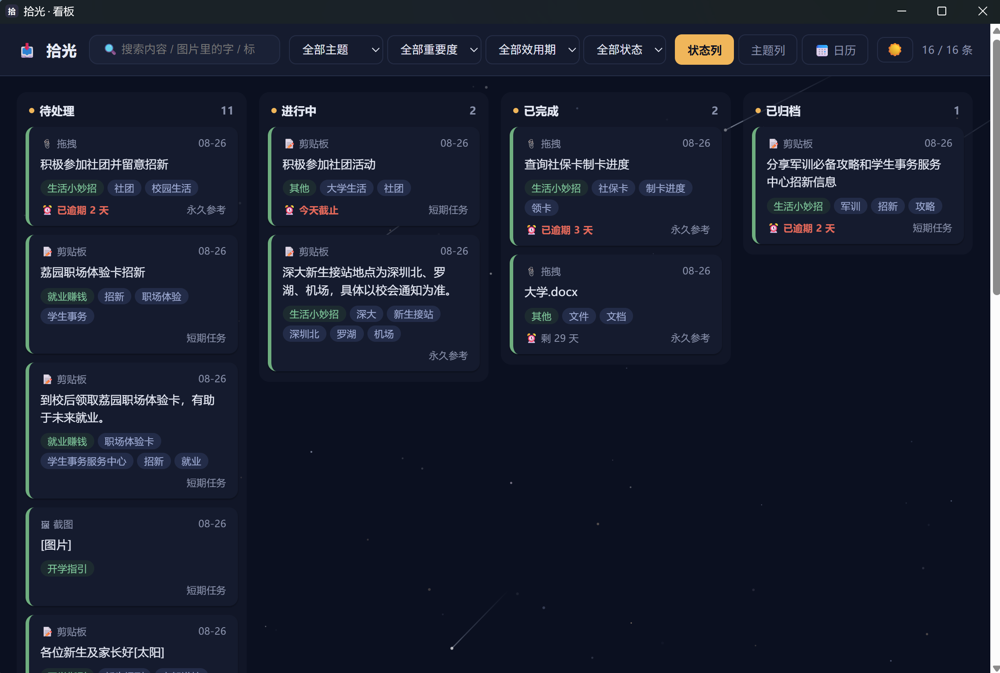 拾 拾光 · 看板
拾光
搜索内容 / 图片里的字 / 标
全部主题
全部重要度
全部效用期
全部状态
状态列
主题列
日历
16 / 16 条
待处理 11
拖拽 08-26
积极参加社团并留意招新
生活小妙招 社团 校园生活
已逾期 2 天 永久参考
剪贴板 08-26
荔园职场体验卡招新
就业赚钱 招新 职场体验
学生事务
短期任务
剪贴板 08-26
到校后领取荔园职场体验卡，有助
于未来就业。
就业赚钱 职场体验卡
学生事务服务中心 招新 就业
短期任务
截图 08-26
[图片]
开学指引
短期任务
剪贴板 08-26
各位新生及家长好[太阳]
进行中 2
剪贴板 08-26
积极参加社团活动
其他 大学生活 社团
今天截止 短期任务
剪贴板 08-26
深大新生接站地点为深圳北、罗
湖、机场，具体以校会通知为准。
生活小妙招 深大 新生接站
深圳北 罗湖 机场
永久参考
已完成 2
拖拽 08-26
查询社保卡制卡进度
生活小妙招 社保卡 制卡进度
领卡
已逾期 3 天 永久参考
拖拽 08-26
大学.docx
其他 文件 文档
剩 29 天 永久参考
已归档 1
剪贴板 08-26
分享军训必备攻略和学生事务服务
中心招新信息
生活小妙招 军训 招新 攻略
已逾期 2 天 短期任务